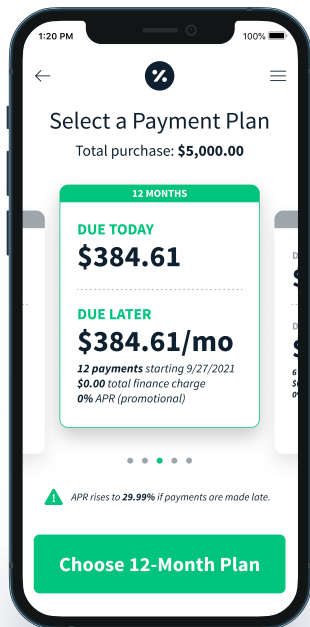 1:20 PM
100%
Select a Payment Plan
Total purchase: $5,000.00
12 MONTHS
DUE TODAY
$384.61
DUE LATER
$384.61/mo
12 payments starting 9/27/2021
$0.00 total finance charge
0% APR (promotional)
APR rises to 29.99% if payments are made late.
Choose 12-Month Plan